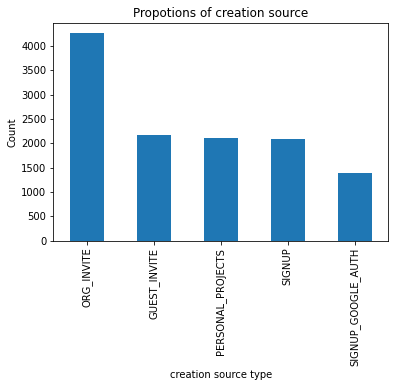 Propotions of creation source
Count
4000
3500
3000
2500
2000
1500
1000
500
0
ORG_INVITE
GUEST_INVITE
PERSONAL_PROJECTS
SIGNUP
SIGNUP_GOOGLE_AUTH
creation source type